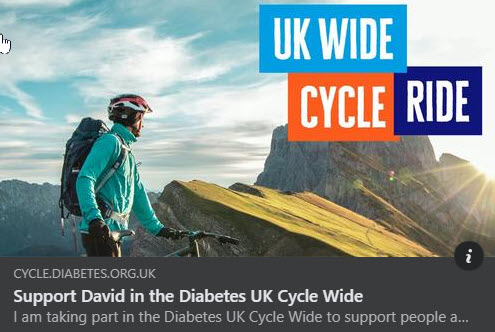 UK WIDE
CYCLE RIDE
CYCLE.DIABETES.ORG.UK
Support David in the Diabetes UK Cycle Wide
I am taking part in the Diabetes UK Cycle Wide to support people a...